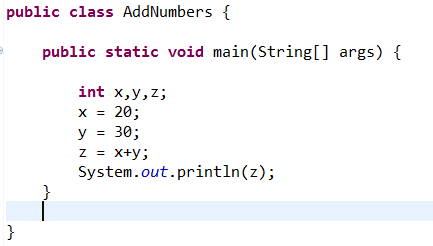 public class AddNumbers {
    public static void main(String[] args) {
        int x,y,z;
        x = 20;
        y = 30;
        z = x+y;
        System.out.println(z);
    }
}